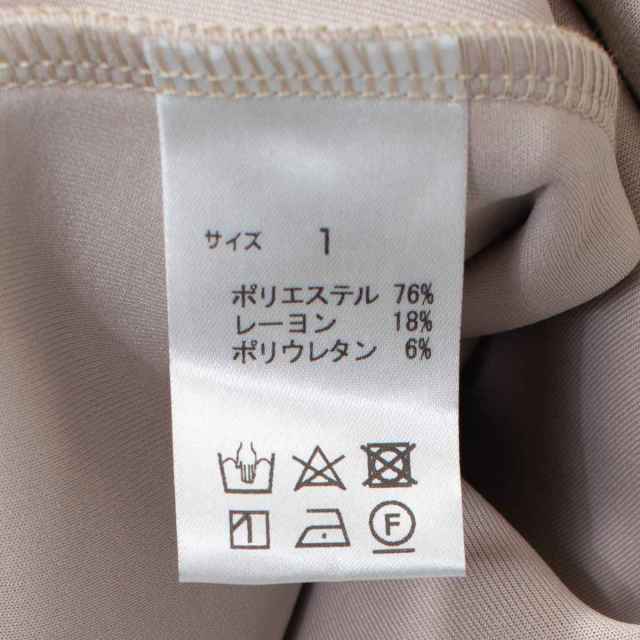 サイズ 1
ポリエステル 76%
レーヨン 18%
ポリウレタン 6%
F